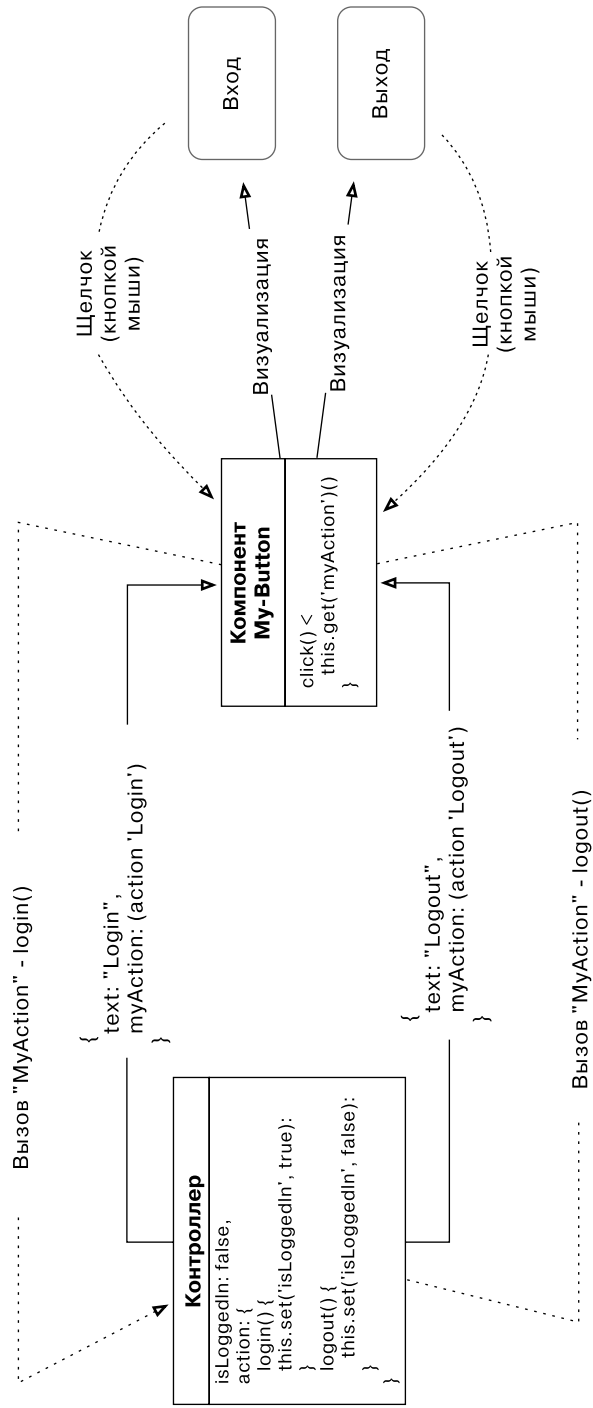 Вызов "MyAction" - login()
{
text: "Login",
myAction: (action 'Login')
}
Щелчок
(кнопкой
мыши)
Контроллер
isLoggedIn: false,
action: {
login() {
this.set('isLoggedIn', true):
}
logout() {
this.set('isLoggedIn', false):
}
}
Компонент
My-Button
click() <
this.get('myAction')()
}
Визуализация
Визуализация
Вход
Выход
{
text: "Logout",
myAction: (action 'Logout')
}
Щелчок
(кнопкой
мыши)
Вызов "MyAction" - logout()